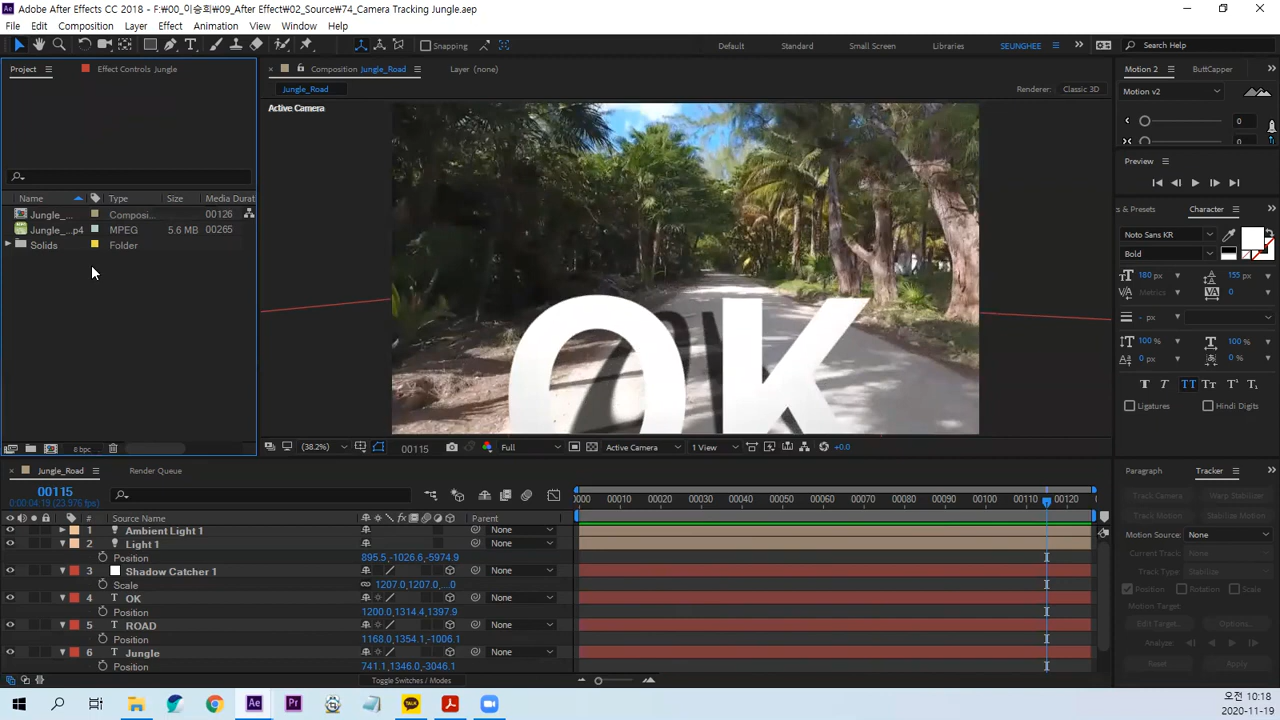 Adobe After Effects CC 2018 - F:₩00_이승희₩09_After Effect₩02_Source₩74_Camera Tracking Jungle.aep
File Edit Composition Layer Effect Animation View Window Help
Snapping Default Standard Small Screen Libraries SEUNGHEE Search Help
Project Effect Controls Jungle
Composition Jungle_Road Layer (none)
Motion 2 ButtCapper
Jungle_Road Renderer: Classic 3D
Motion v2
Active Camera
0
0
Preview
Name Type Size Media Durat
Jungle_... Composi... 00126
Jungle_...p4 MPEG 5.6 MB 00265
Solids Folder
s & Presets Character
Noto Sans KR
Bold
180 px 155 px
Metrics 0
- px
100 % 100 %
0 px 0 %
Ligatures Hindi Digits
OK
8 bpc
(38.2%) 00115 Full Active Camera 1 View +0.0
Jungle_Road Render Queue
Paragraph Tracker
00115
0:00:04:19 (23.976 fps)
0000 00010 00020 00030 00040 00050 00060 00070 00080 00090 00100 00110 00120
Track Camera Warp Stabilizer
Track Motion Stabilize Motion
# Source Name Parent
1 Ambient Light 1 None
2 Light 1 None
Position 895.5,-1026.6,-5974.9
3 Shadow Catcher 1 None
Scale 1207.0,1207.0,...0
4 OK None
Position 1200.0,1314.4,1397.9
5 ROAD None
Position 1168.0,1354.1,-1006.1
6 Jungle None
Position 741.1,1346.0,-3046.1
Toggle Switches / Modes
Motion Source: None
Current Track: None
Track Type: Stabilize
Position Rotation Scale
Motion Target:
Edit Target... Options...
Analyze:
Reset Apply
Ae Pr TALK
오전 10:18
2020-11-19